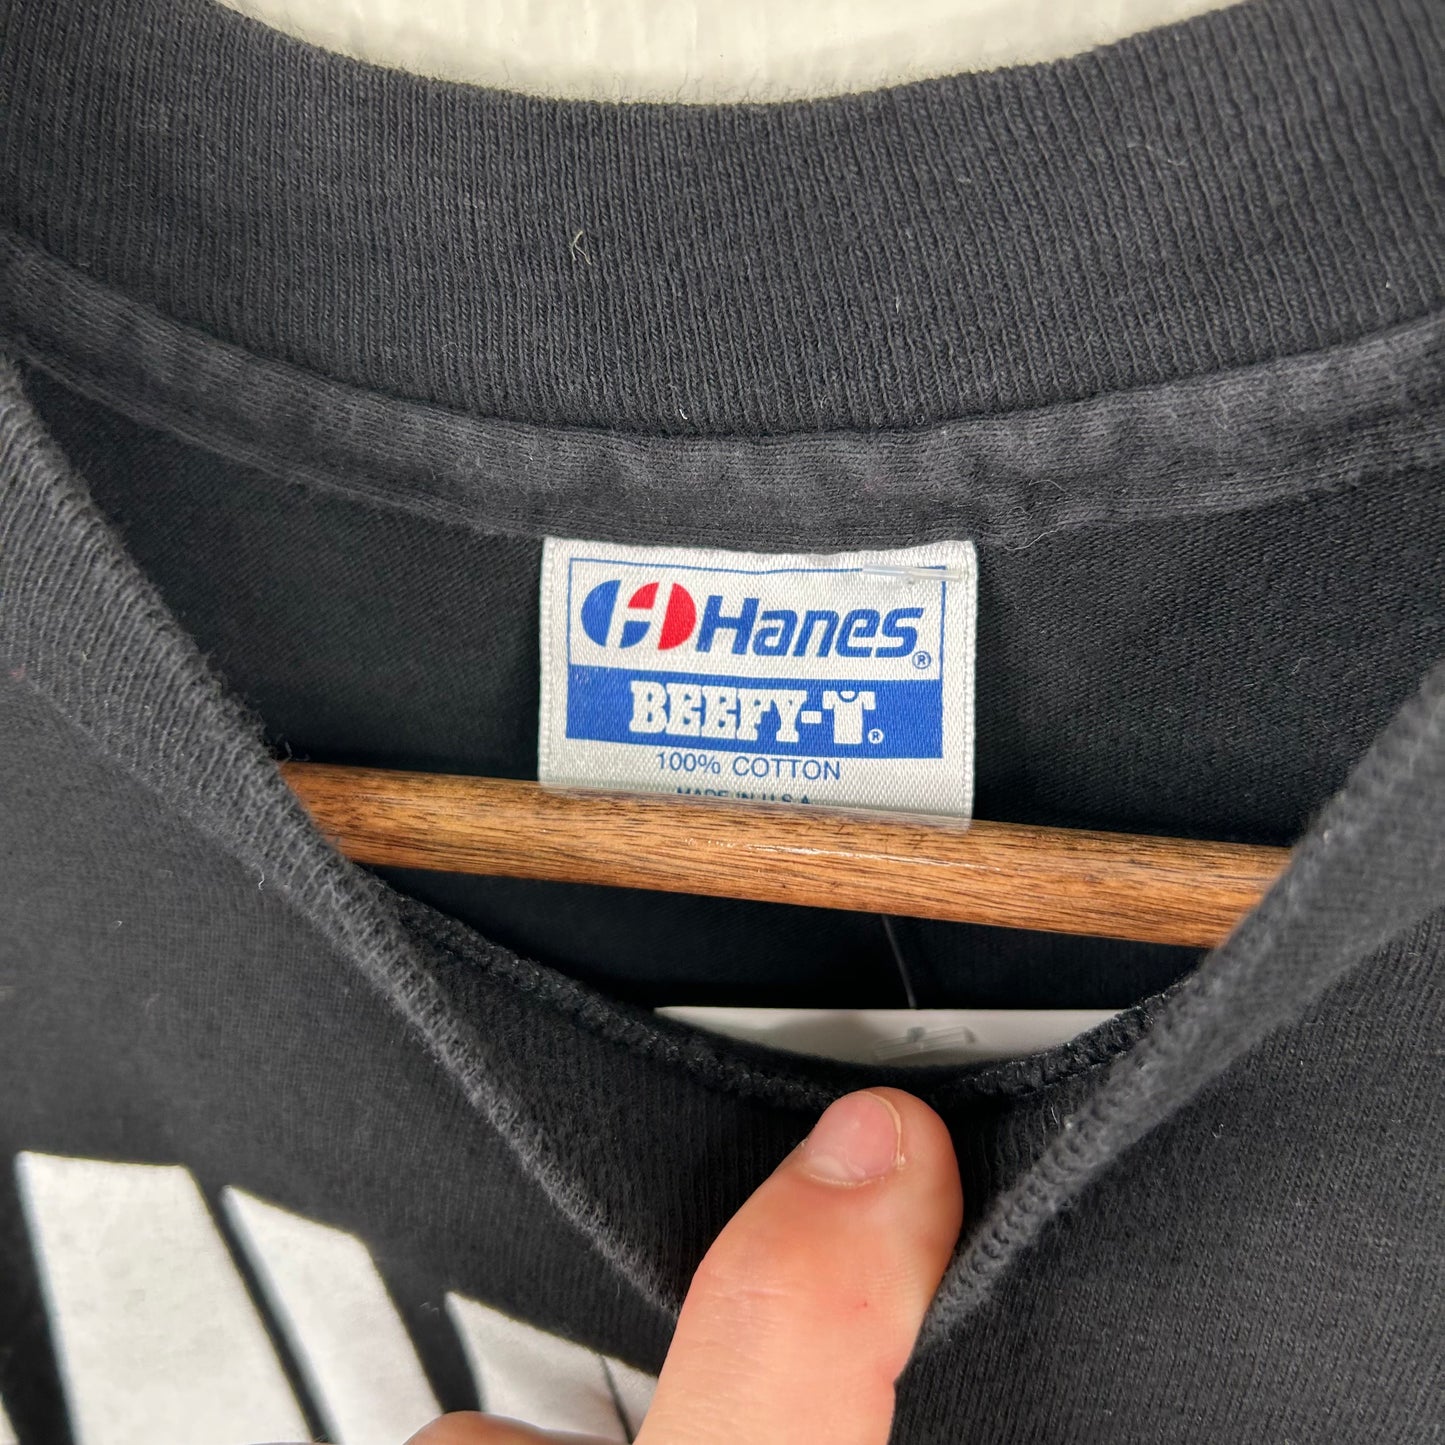 Hanes®
BEEFY-T®
100% COTTON
MADE IN U.S.A.